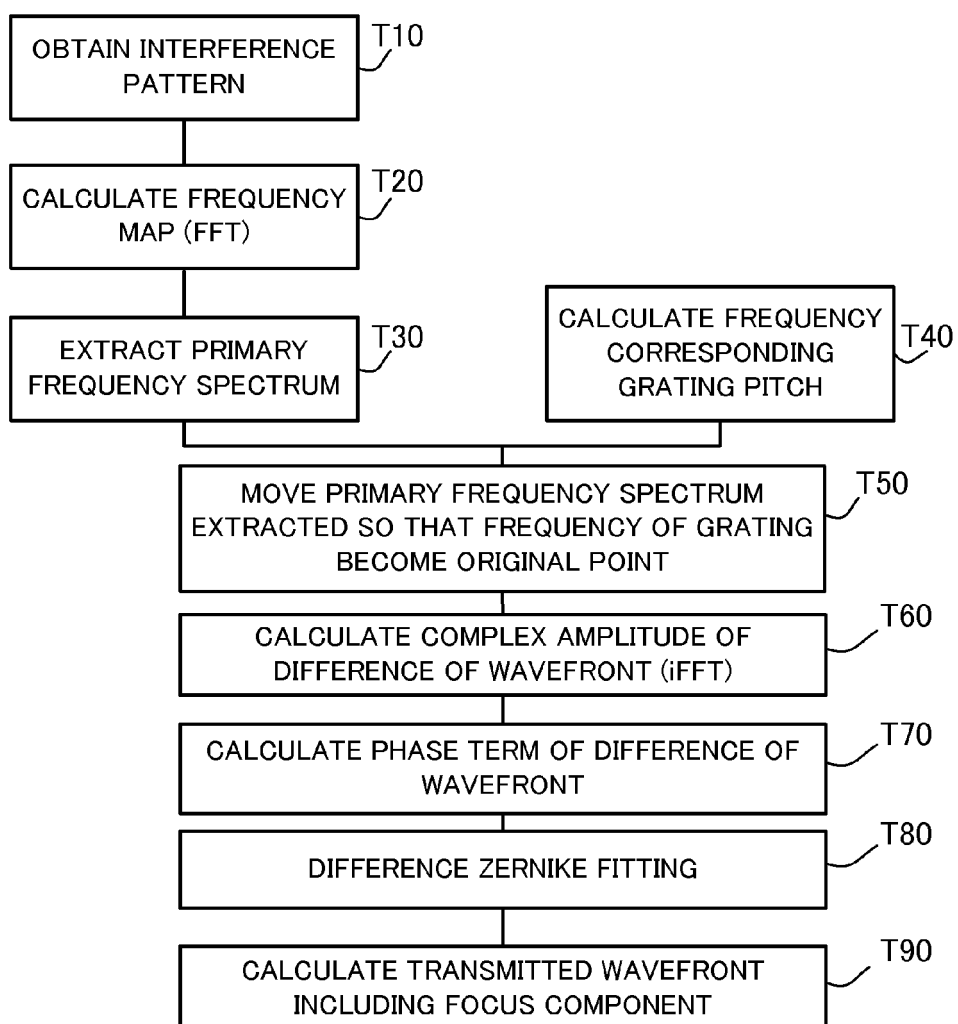 OBTAIN INTERFERENCE
PATTERN
T10
CALCULATE FREQUENCY
MAP (FFT)
T20
EXTRACT PRIMARY
FREQUENCY SPECTRUM
T30
CALCULATE FREQUENCY
CORRESPONDING
GRATING PITCH
T40
MOVE PRIMARY FREQUENCY SPECTRUM
EXTRACTED SO THAT FREQUENCY OF GRATING
BECOME ORIGINAL POINT
T50
CALCULATE COMPLEX AMPLITUDE OF
DIFFERENCE OF WAVEFRONT (iFFT)
T60
CALCULATE PHASE TERM OF DIFFERENCE OF
WAVEFRONT
T70
DIFFERENCE ZERNIKE FITTING
T80
CALCULATE TRANSMITTED WAVEFRONT
INCLUDING FOCUS COMPONENT
T90